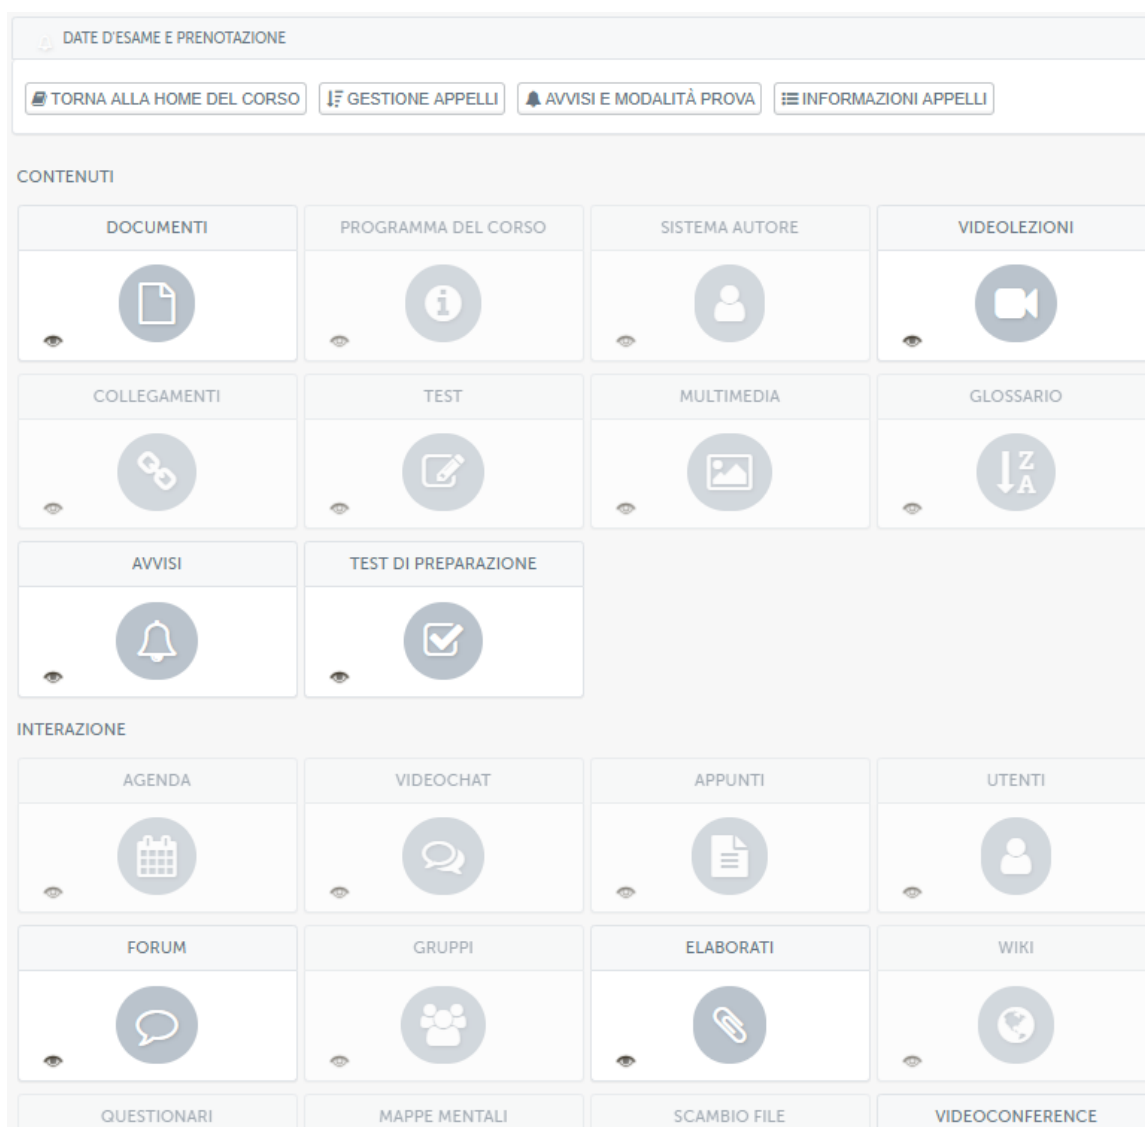 DATE D'ESAME E PRENOTAZIONE
TORNA ALLA HOME DEL CORSO GESTIONE APPELLI AVVISI E MODALITÀ PROVA INFORMAZIONI APPELLI
CONTENUTI
DOCUMENTI PROGRAMMA DEL CORSO SISTEMA AUTORE VIDEOLEZIONI
COLLEGAMENTI TEST MULTIMEDIA GLOSSARIO
AVVISI TEST DI PREPARAZIONE
INTERAZIONE
AGENDA VIDEOCHAT APPUNTI UTENTI
FORUM GRUPPI ELABORATI WIKI
QUESTIONARI MAPPE MENTALI SCAMBIO FILE VIDEOCONFERENCE